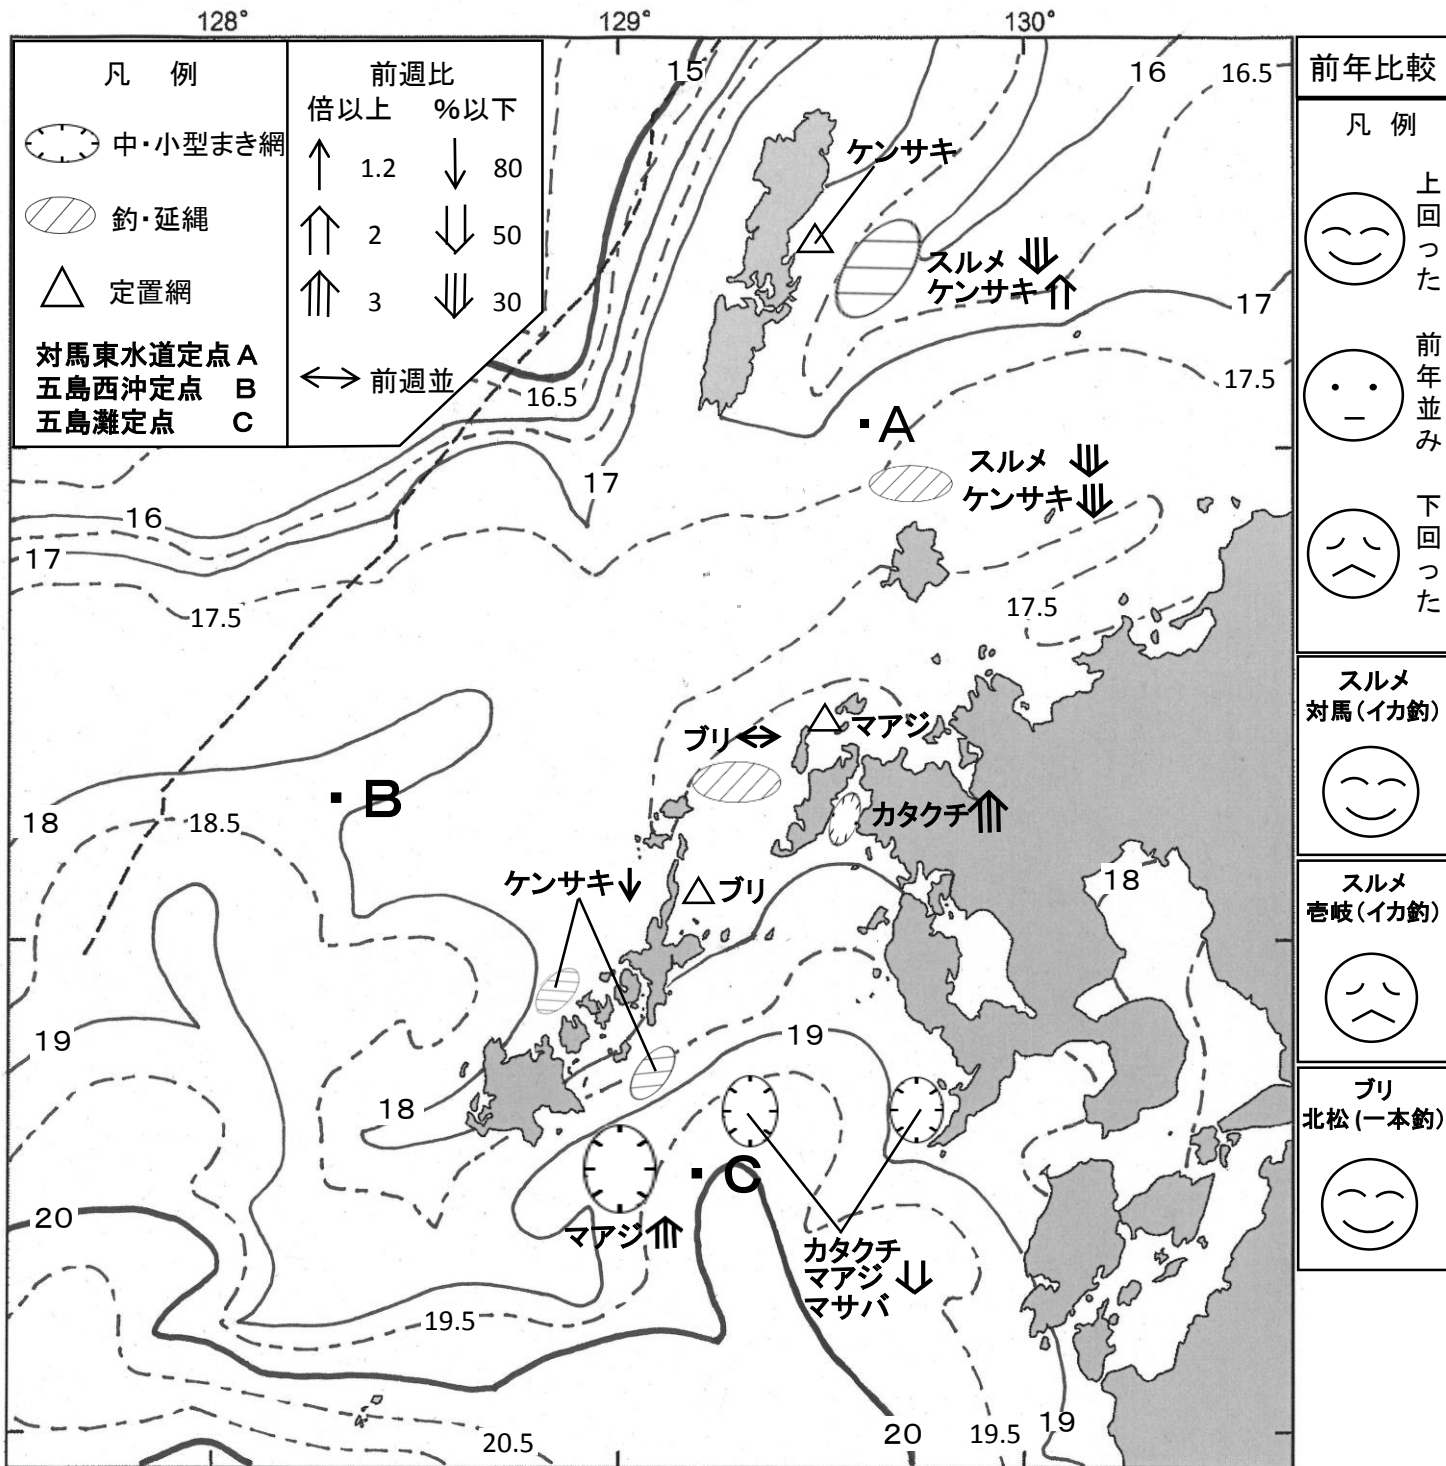 128°
129°
130°
凡 例
中・小型まき網
釣・延縄
定置網
対馬東水道定点 A
五島西沖定点 B
五島灘定点 C
前週比
倍以上 %以下
1.2 80
2 50
3 30
前週並
15
16
16.5
ケンサキ
スルメ
ケンサキ
17
17.5
16.5
A
スルメ
ケンサキ
17
16
17
17.5
17.5
ブリ
マアジ
B
18
18.5
カタクチ
18
ケンサキ
ブリ
19
19
18
C
20
マアジ
カタクチ
マアジ
マサバ
19.5
20.5
20
19.5
19
前年比較
凡 例
上回った
前年並み
下回った
スルメ
対馬(イカ釣)
スルメ
壱岐(イカ釣)
ブリ
北松(一本釣)